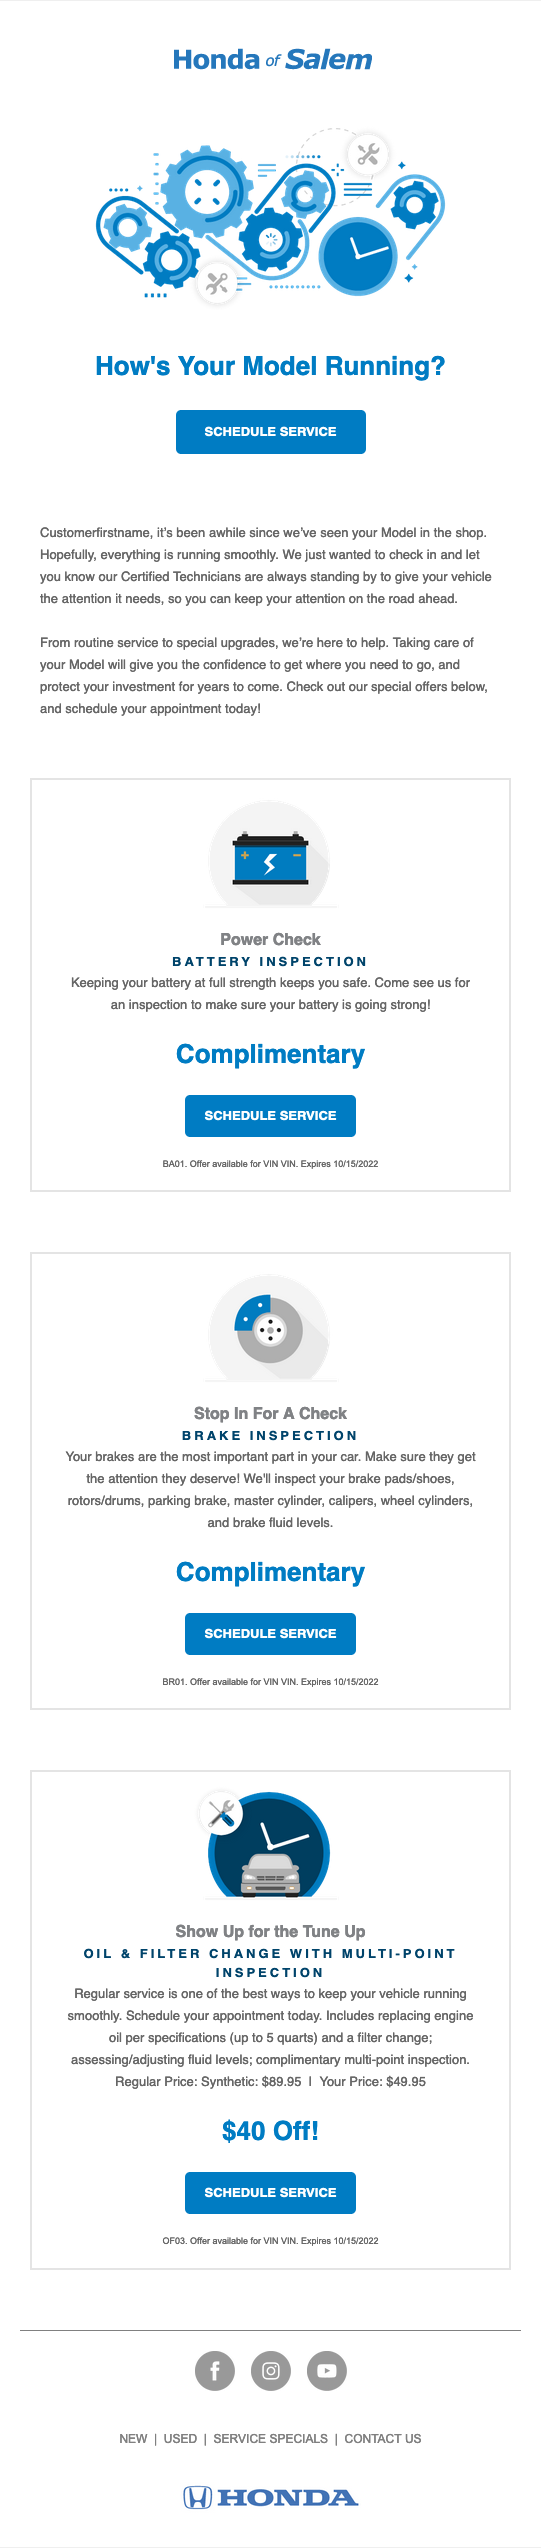 Honda of Salem
How's Your Model Running?
SCHEDULE SERVICE
Customerfirstname, it's been awhile since we've seen your Model in the shop.
Hopefully, everything is running smoothly. We just wanted to check in and let
you know our Certified Technicians are always standing by to give your vehicle
the attention it needs, so you can keep your attention on the road ahead.
From routine service to special upgrades, we're here to help. Taking care of
your Model will give you the confidence to get where you need to go, and
protect your investment for years to come. Check out our special offers below,
and schedule your appointment today!
Power Check
BATTERY INSPECTION
Keeping your battery at full strength keeps you safe. Come see us for
an inspection to make sure your battery is going strong!
Complimentary
SCHEDULE SERVICE
BA01. Offer available for VIN VIN. Expires 10/15/2022
Stop In For A Check
BRAKE INSPECTION
Your brakes are the most important part in your car. Make sure they get
the attention they deserve! We'll inspect your brake pads/shoes,
rotors/drums, parking brake, master cylinder, calipers, wheel cylinders,
and brake fluid levels.
Complimentary
SCHEDULE SERVICE
BR01. Offer available for VIN VIN. Expires 10/15/2022
Show Up for the Tune Up
OIL & FILTER CHANGE WITH MULTI-POINT
INSPECTION
Regular service is one of the best ways to keep your vehicle running
smoothly. Schedule your appointment today. Includes replacing engine
oil per specifications (up to 5 quarts) and a filter change;
assessing/adjusting fluid levels; complimentary multi-point inspection.
Regular Price: Synthetic: $89.95 | Your Price: $49.95
$40 Off!
SCHEDULE SERVICE
OF03. Offer available for VIN VIN. Expires 10/15/2022
NEW | USED | SERVICE SPECIALS | CONTACT US
HONDA